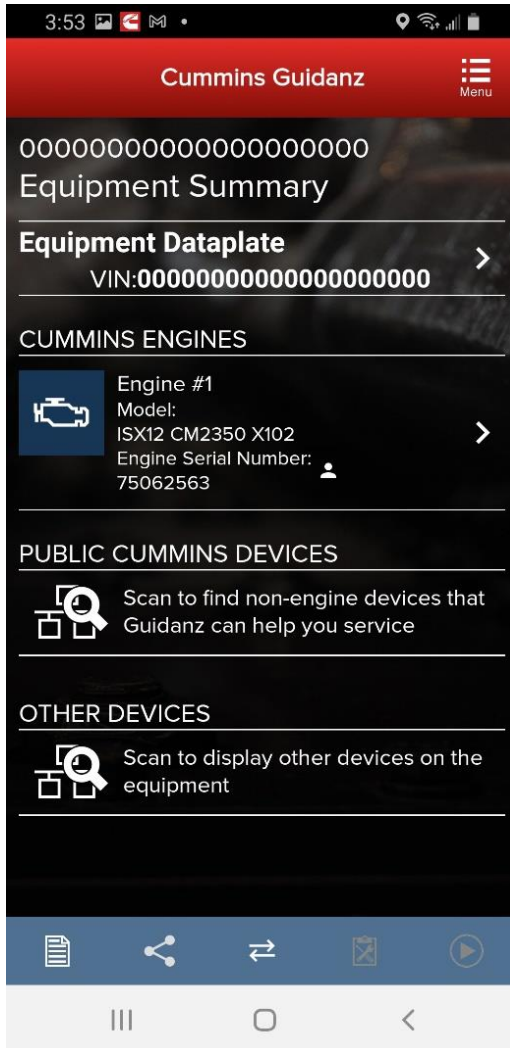 3:53
Cummins Guidanz
Menu
00000000000000000000
Equipment Summary
Equipment Dataplate
VIN:00000000000000000000
CUMMINS ENGINES
Engine #1
Model:
ISX12 CM2350 X102
Engine Serial Number:
75062563
PUBLIC CUMMINS DEVICES
Scan to find non-engine devices that
Guidanz can help you service
OTHER DEVICES
Scan to display other devices on the
equipment